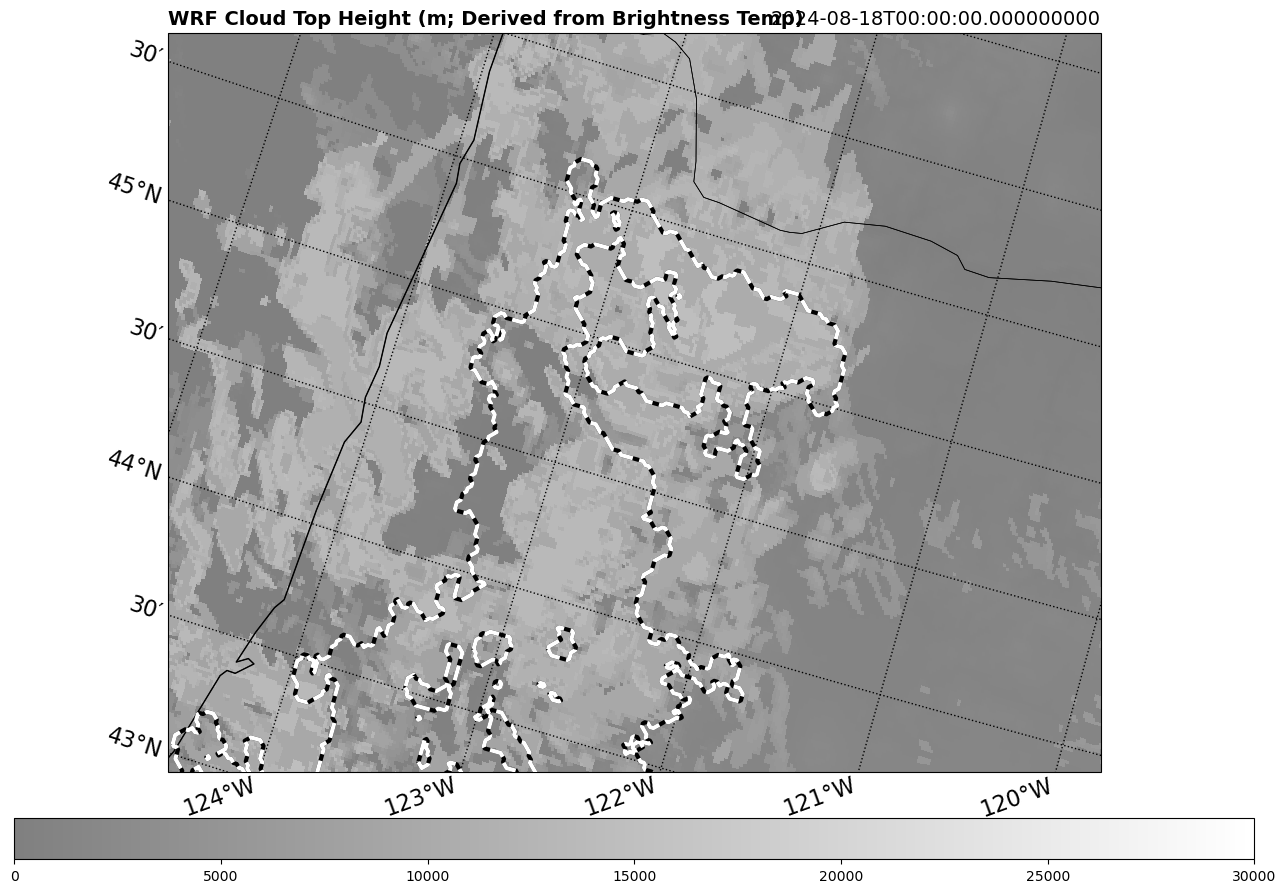 WRF Cloud Top Height (m; Derived from Brightness Temp)
2024-08-18T00:00:00.000000000
30′
45°N
30′
44°N
30′
43°N
124°W 123°W 122°W 121°W 120°W
0 5000 10000 15000 20000 25000 30000